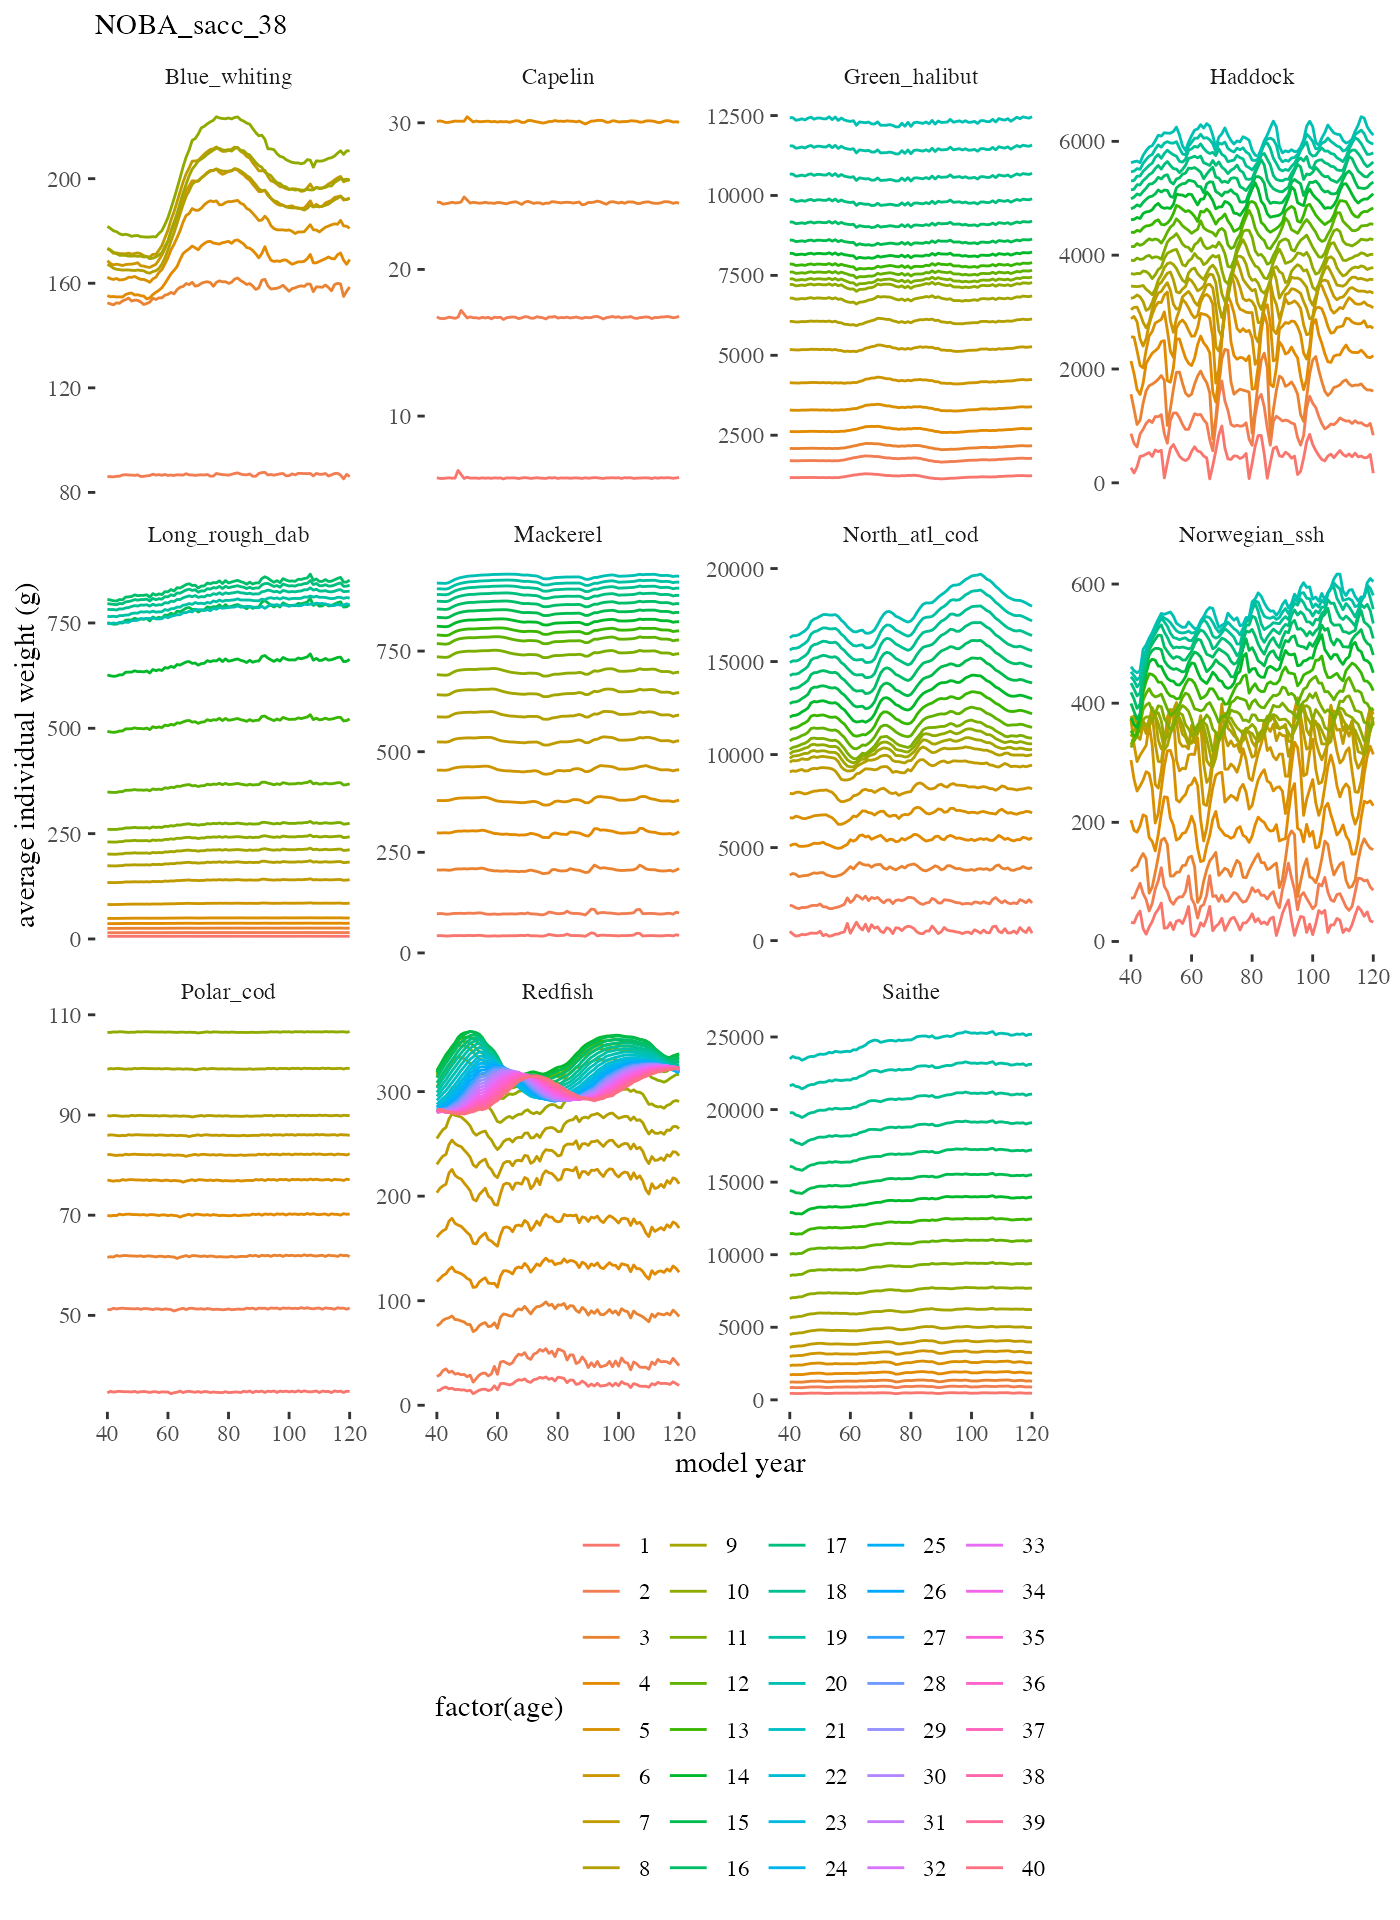 NOBA_sacc_38
Blue_whiting Capelin Green_halibut Haddock
200
160
120
80
30
20
10
12500
10000
7500
5000
2500
6000
4000
2000
0
Long_rough_dab Mackerel North_atl_cod Norwegian_ssh
750
500
250
0
750
500
250
0
20000
15000
10000
5000
0
600
400
200
0
40 60 80 100 120
Polar_cod Redfish Saithe
110
90
70
50
300
200
100
0
25000
20000
15000
10000
5000
0
40 60 80 100 120 40 60 80 100 120 40 60 80 100 120
average individual weight (g)
model year
factor(age)
1 9 17 25 33
2 10 18 26 34
3 11 19 27 35
4 12 20 28 36
5 13 21 29 37
6 14 22 30 38
7 15 23 31 39
8 16 24 32 40